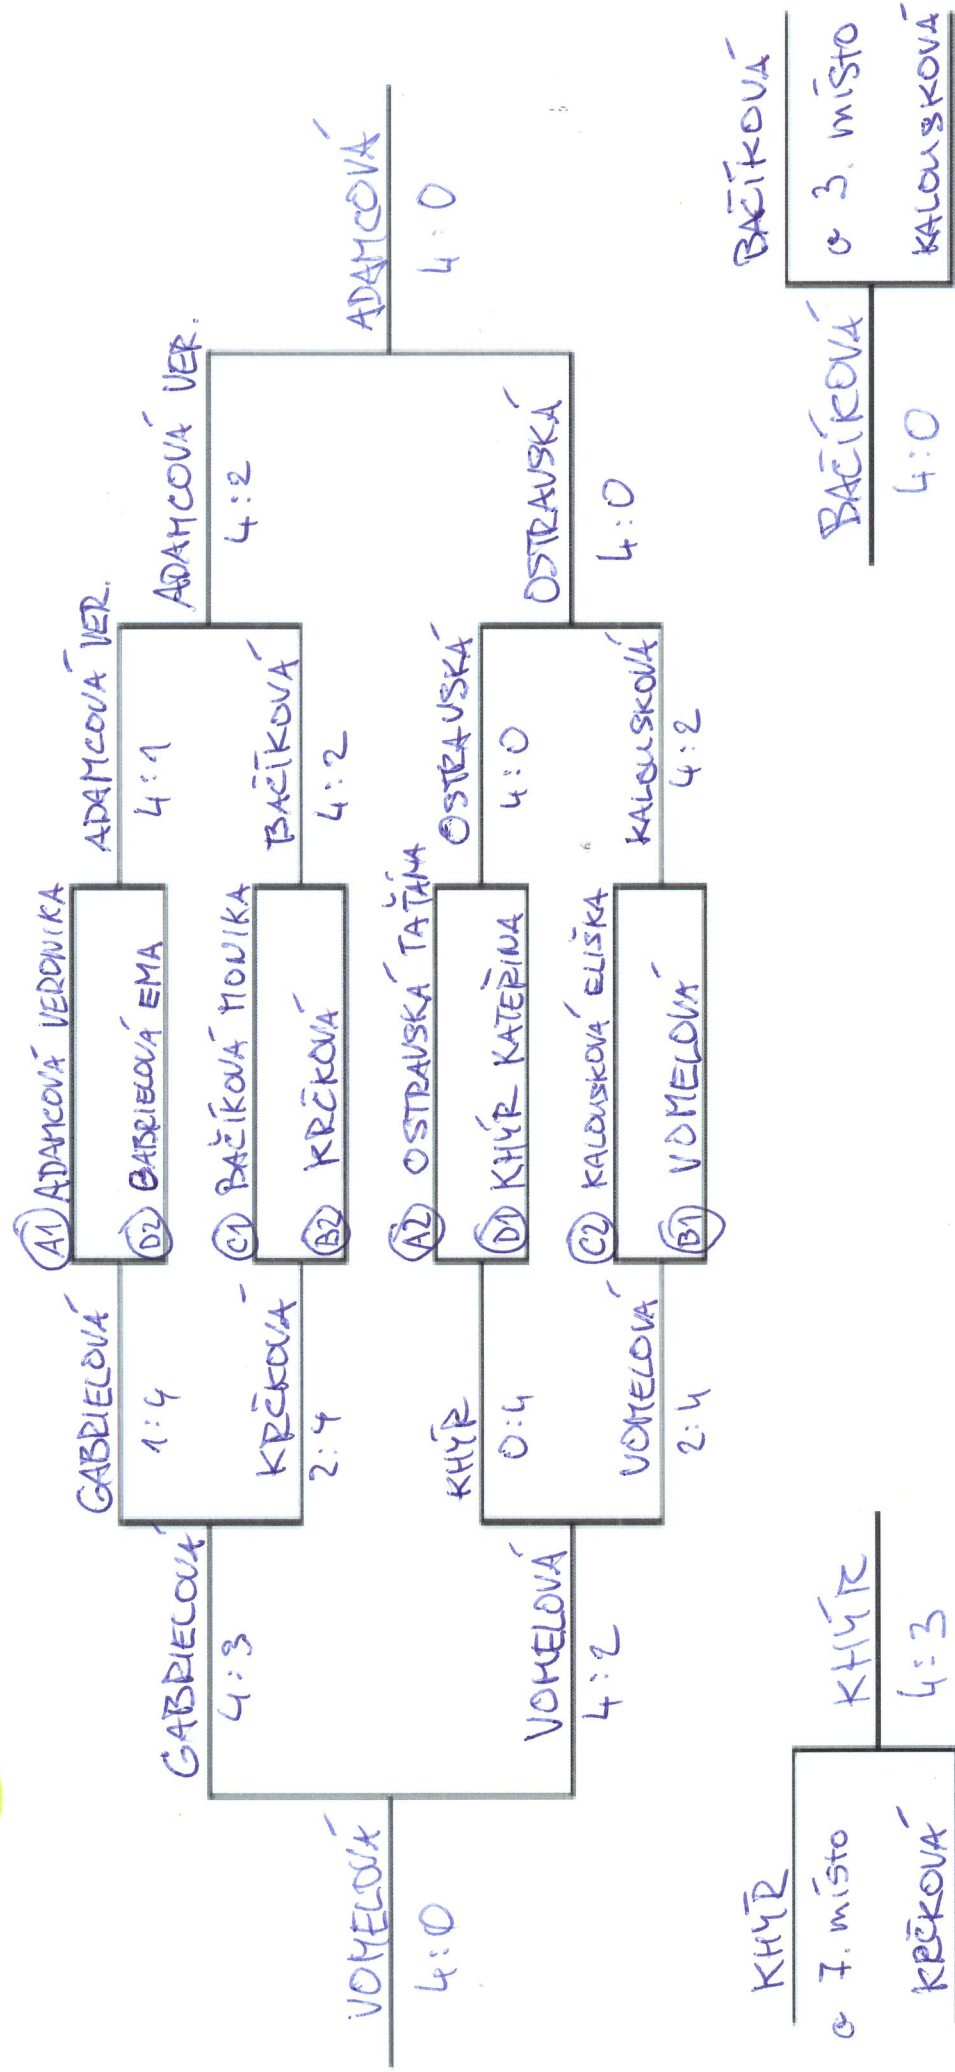 A1 ADAMCOVÁ VERONIKA
D2 GABRIELOVÁ EMA
C1 BAČÍKOVÁ MONIKA
B2 KRČKOVÁ
A2 OSTRAVSKÁ TAŤÁNA
D1 KHÝR KATEŘINA
C2 KALOUSKOVÁ ELIŠKA
B1 VOMELOVÁ
ADAMCOVÁ VER.
4:1
BAČÍKOVÁ
4:2
OSTRAVSKÁ
4:0
KALOUSKOVÁ
4:2
ADAMCOVÁ VER.
4:2
OSTRAVSKÁ
4:0
ADAMCOVÁ
4:0
GABRIELOVÁ
1:4
KRČKOVÁ
2:4
KHÝR
0:4
VOMELOVÁ
2:4
GABRIELOVÁ
4:3
VOMELOVÁ
4:2
VOMELOVÁ
4:0
KHÝR
o 7. místo
KRČKOVÁ
KHÝR
4:3
BAČÍKOVÁ
o 3. místo
KALOUSKOVÁ
BAČÍKOVÁ
4:0